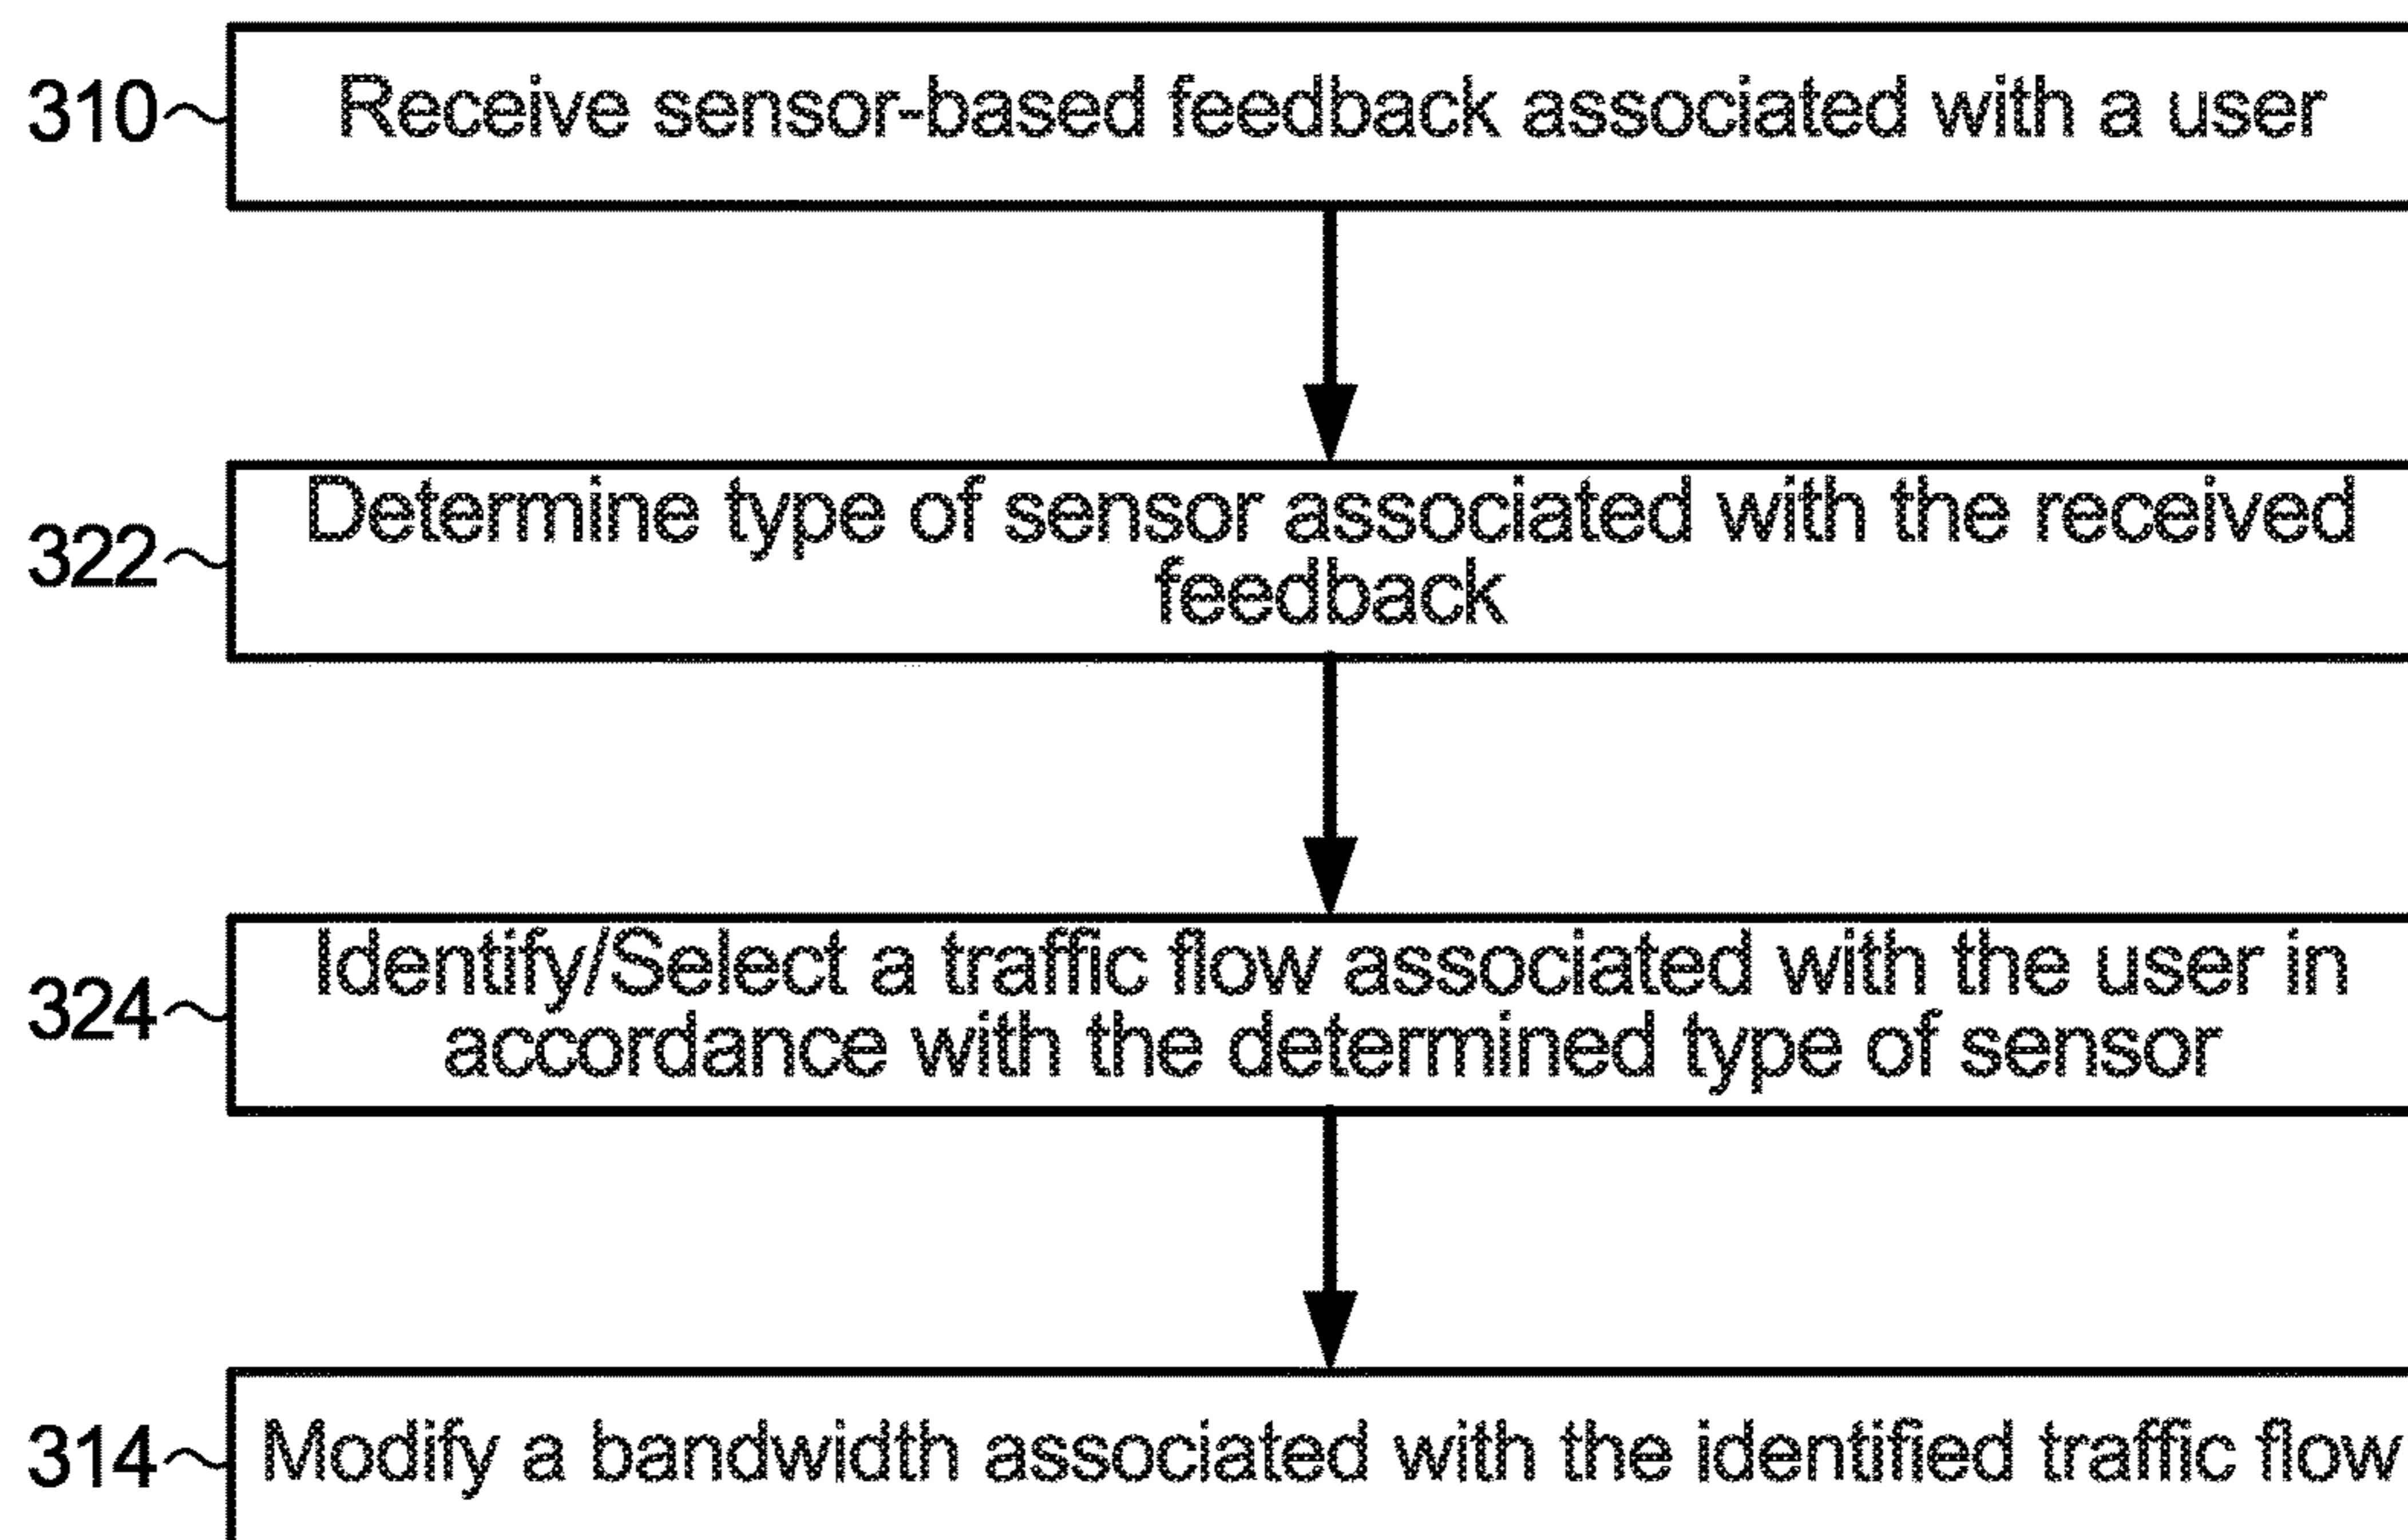 310
Receive sensor-based feedback associated with a user
322
Determine type of sensor associated with the received
feedback
324
Identify/Select a traffic flow associated with the user in
accordance with the determined type of sensor
314
Modify a bandwidth associated with the identified traffic flow